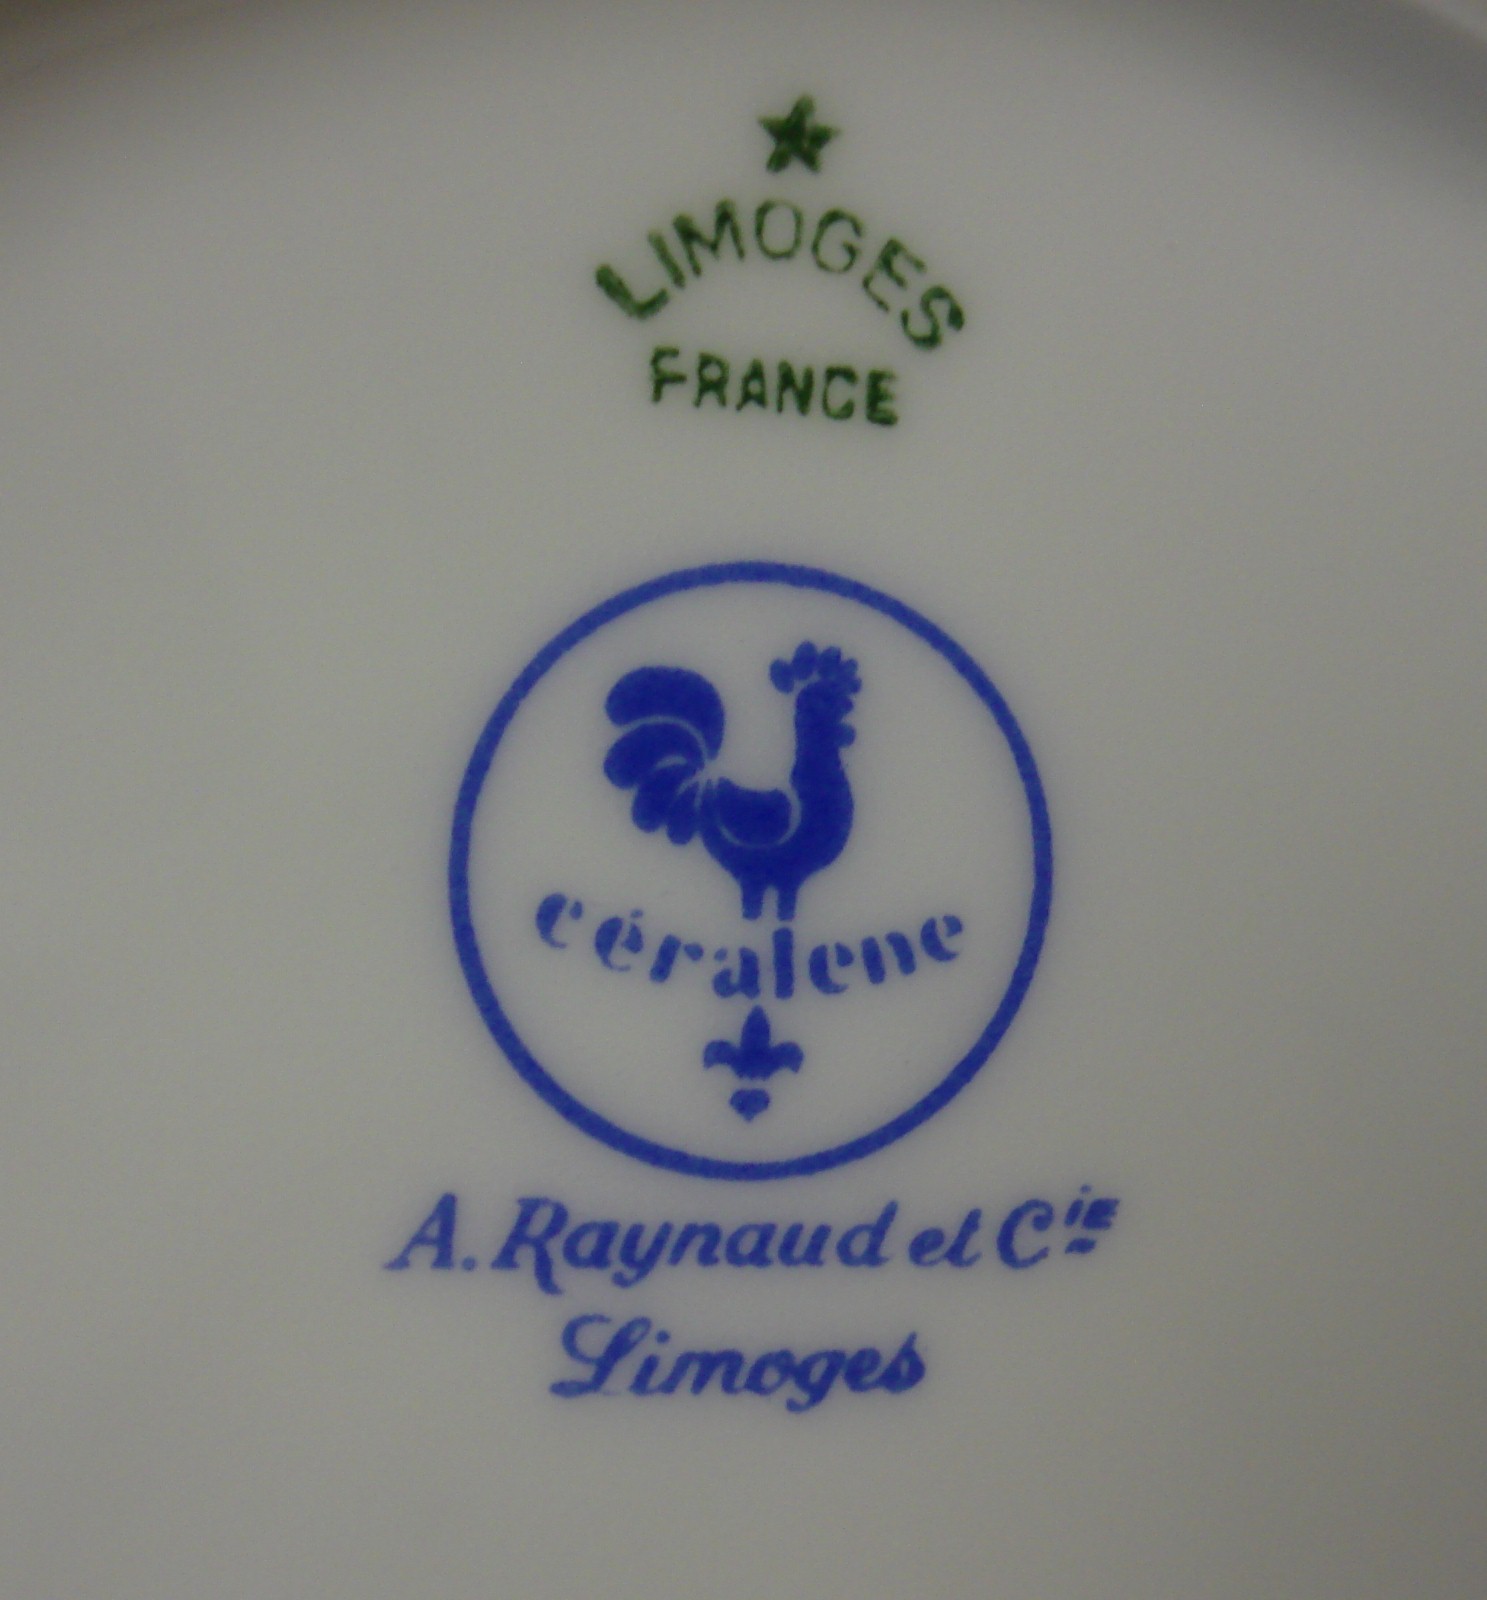 LIMOGES
FRANCE
céralene
A. Raynaud et Cie
Limoges